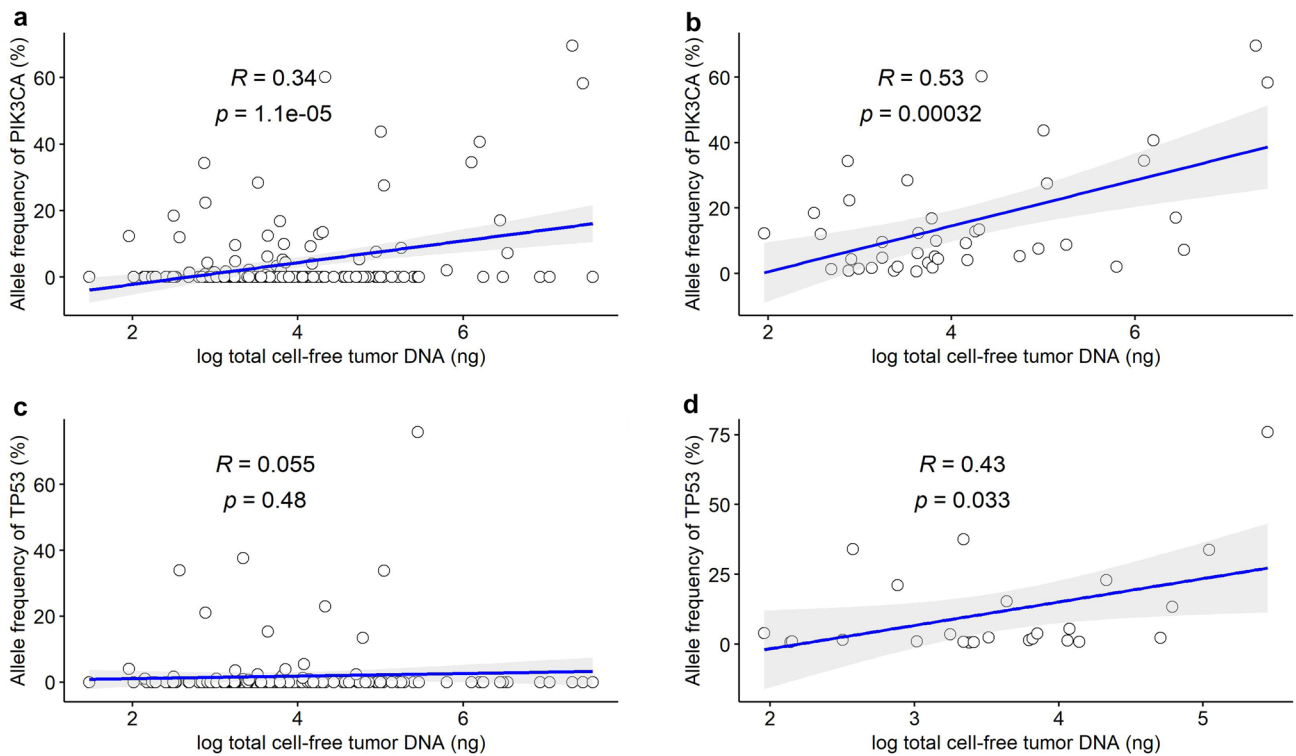 a
Allele frequency of PIK3CA (%)
60
40
20
0
R = 0.34
p = 1.1e-05
2 4 6
log total cell-free tumor DNA (ng)
b
Allele frequency of PIK3CA (%)
60
40
20
0
R = 0.53
p = 0.00032
2 4 6
log total cell-free tumor DNA (ng)
c
Allele frequency of TP53 (%)
60
40
20
0
R = 0.055
p = 0.48
2 4 6
log total cell-free tumor DNA (ng)
d
Allele frequency of TP53 (%)
75
50
25
0
R = 0.43
p = 0.033
2 3 4 5
log total cell-free tumor DNA (ng)